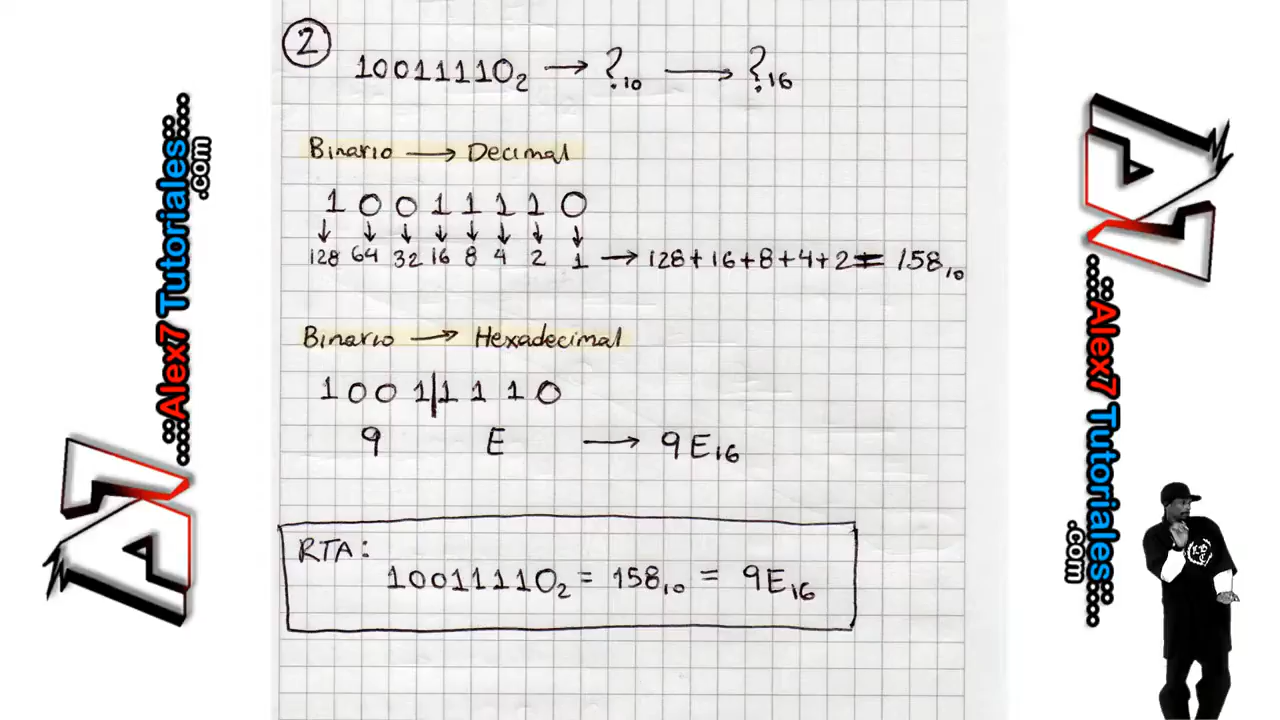 2
10011110₂ → ?₁₀ → ?₁₆
Binario → Decimal
1 0 0 1 1 1 1 0
↓ ↓ ↓ ↓ ↓ ↓ ↓ ↓
128 64 32 16 8 4 2 1 → 128+16+8+4+2 = 158₁₀
Binario → Hexadecimal
1 0 0 1|1 1 1 0
9 E → 9E₁₆
RTA:
10011110₂ = 158₁₀ = 9E₁₆
....:Alex7 Tutoriales::....
.com
....:Alex7 Tutoriales::....
.com